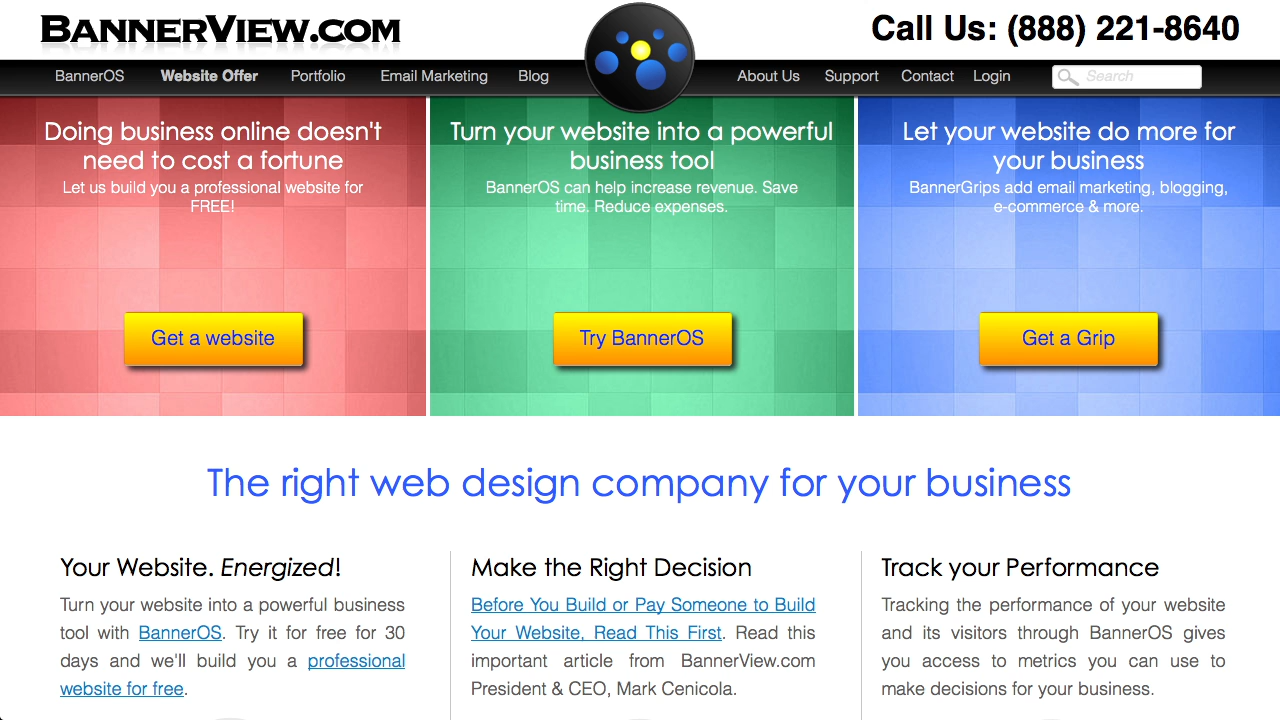 BANNERVIEW.COM
Call Us: (888) 221-8640
BannerOS Website Offer Portfolio Email Marketing Blog About Us Support Contact Login Search
Doing business online doesn't
need to cost a fortune
Let us build you a professional website for
FREE!
Get a website
Turn your website into a powerful
business tool
BannerOS can help increase revenue. Save
time. Reduce expenses.
Try BannerOS
Let your website do more for
your business
BannerGrips add email marketing, blogging,
e-commerce & more.
Get a Grip
The right web design company for your business
Your Website. Energized!
Turn your website into a powerful business
tool with BannerOS. Try it for free for 30
days and we'll build you a professional
website for free.
Make the Right Decision
Before You Build or Pay Someone to Build
Your Website, Read This First. Read this
important article from BannerView.com
President & CEO, Mark Cenicola.
Track your Performance
Tracking the performance of your website
and its visitors through BannerOS gives
you access to metrics you can use to
make decisions for your business.